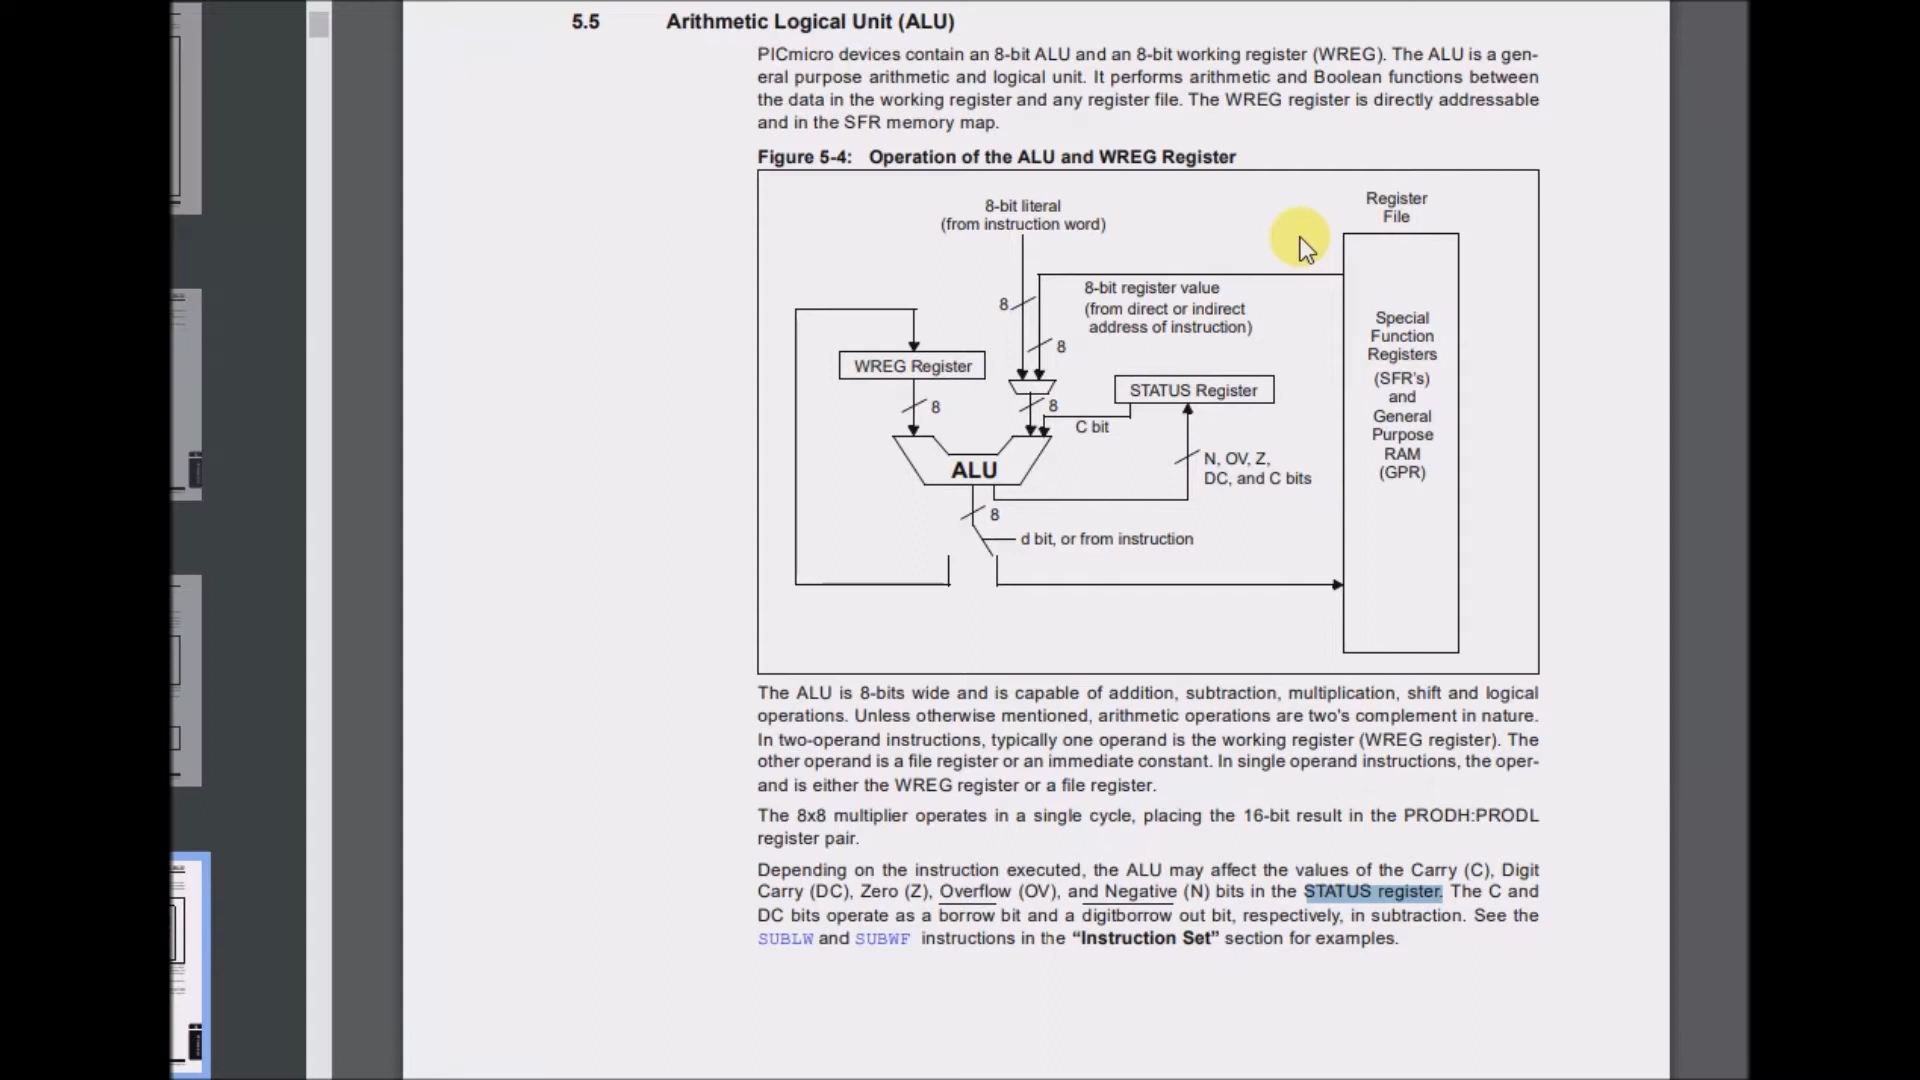 5.5 Arithmetic Logical Unit (ALU)
PICmicro devices contain an 8-bit ALU and an 8-bit working register (WREG). The ALU is a gen-
eral purpose arithmetic and logical unit. It performs arithmetic and Boolean functions between
the data in the working register and any register file. The WREG register is directly addressable
and in the SFR memory map.
Figure 5-4: Operation of the ALU and WREG Register
8-bit literal
(from instruction word)
Register
File
8
8-bit register value
(from direct or indirect
address of instruction)
8
WREG Register
8
8
STATUS Register
C bit
ALU
N, OV, Z,
DC, and C bits
8
d bit, or from instruction
Special
Function
Registers
(SFR's)
and
General
Purpose
RAM
(GPR)
The ALU is 8-bits wide and is capable of addition, subtraction, multiplication, shift and logical
operations. Unless otherwise mentioned, arithmetic operations are two's complement in nature.
In two-operand instructions, typically one operand is the working register (WREG register). The
other operand is a file register or an immediate constant. In single operand instructions, the oper-
and is either the WREG register or a file register.
The 8x8 multiplier operates in a single cycle, placing the 16-bit result in the PRODH:PRODL
register pair.
Depending on the instruction executed, the ALU may affect the values of the Carry (C), Digit
Carry (DC), Zero (Z), Overflow (OV), and Negative (N) bits in the STATUS register. The C and
DC bits operate as a borrow bit and a digitborrow out bit, respectively, in subtraction. See the
SUBLW and SUBWF instructions in the “Instruction Set” section for examples.